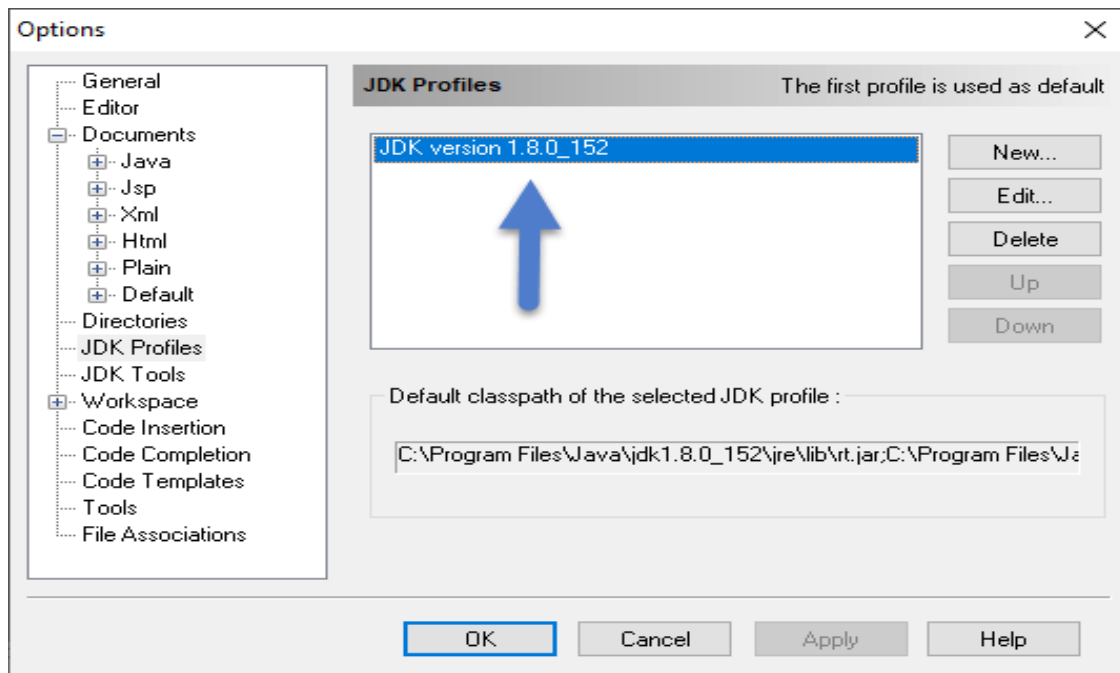 Options
General
Editor
Documents
Java
Jsp
Xml
Html
Plain
Default
Directories
JDK Profiles
JDK Tools
Workspace
Code Insertion
Code Completion
Code Templates
Tools
File Associations
JDK Profiles The first profile is used as default
JDK version 1.8.0_152
New...
Edit...
Delete
Up
Down
Default classpath of the selected JDK profile :
C:\Program Files\Java\jdk1.8.0_152\jre\lib\rt.jar;C:\Program Files\Ja
OK Cancel Apply Help